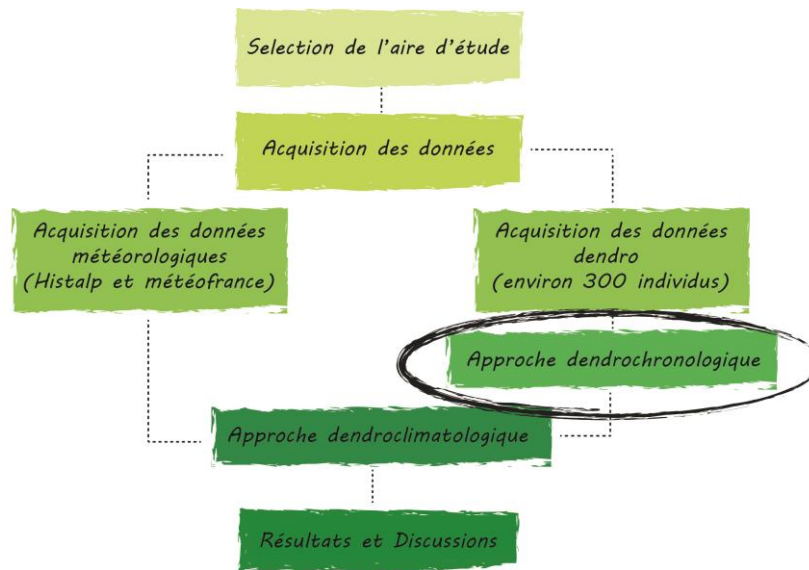 Selection de l'aire d'étude
Acquisition des données
Acquisition des données
météorologiques
(Histalp et météofrance)
Acquisition des données
dendro
(environ 300 individus)
Approche dendrochronologique
Approche dendroclimatologique
Résultats et Discussions